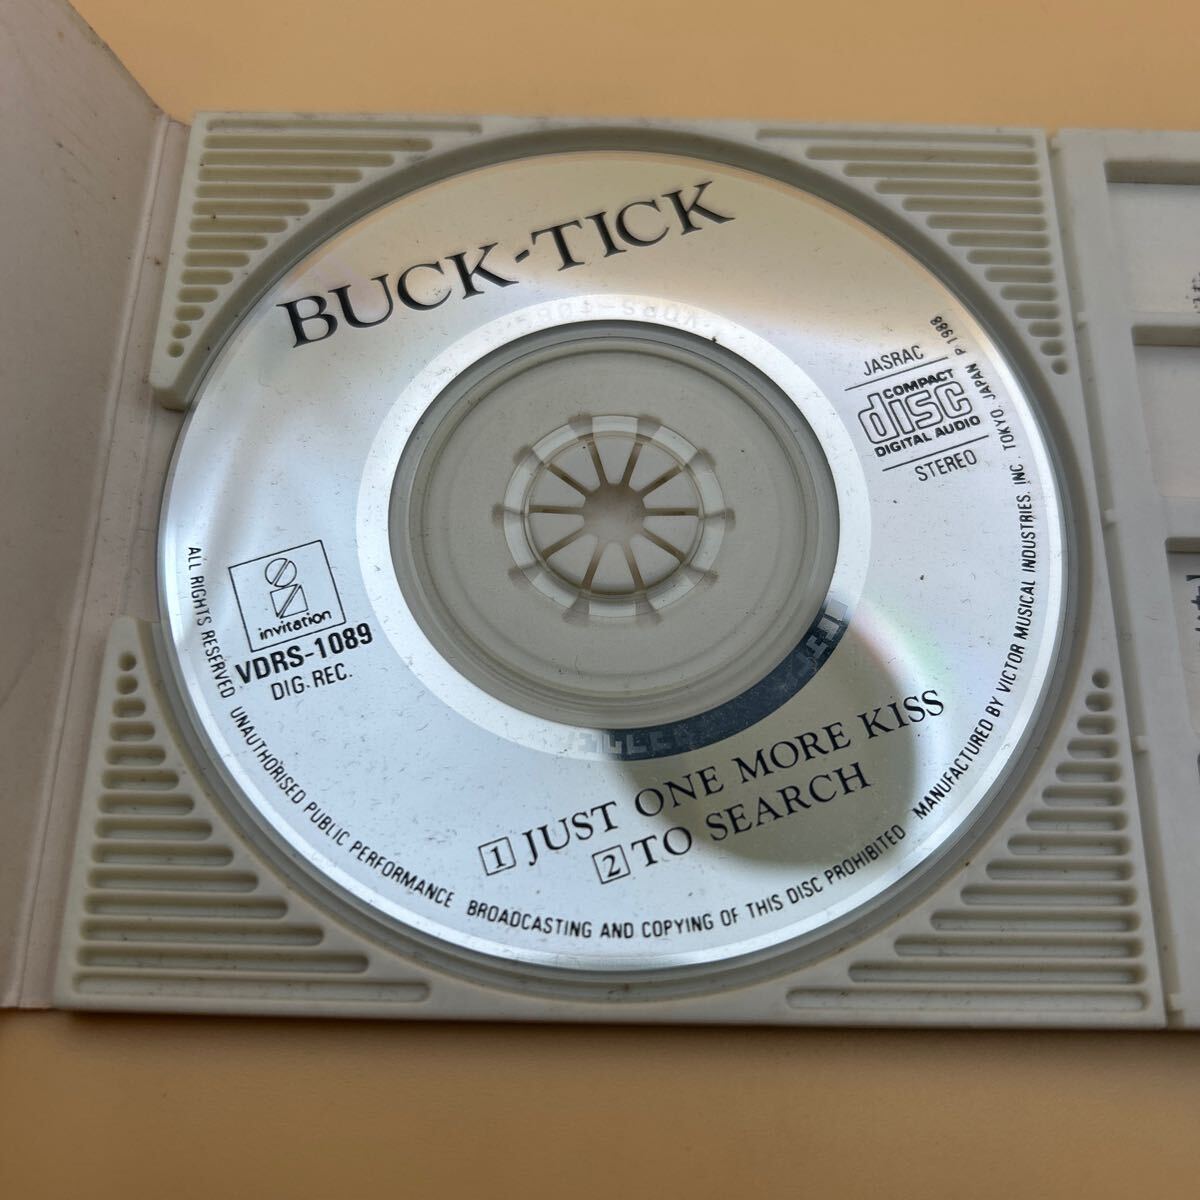 BUCK-TICK
JASRAC
COMPACT
disc
DIGITAL AUDIO
STEREO
invitation
VDRS-1089
DIG. REC.
1 JUST ONE MORE KISS
2 TO SEARCH
ALL RIGHTS RESERVED UNAUTHORISED PUBLIC PERFORMANCE BROADCASTING AND COPYING OF THIS DISC PROHIBITED MANUFACTURED BY VICTOR MUSICAL INDUSTRIES, INC. TOKYO, JAPAN P 1988